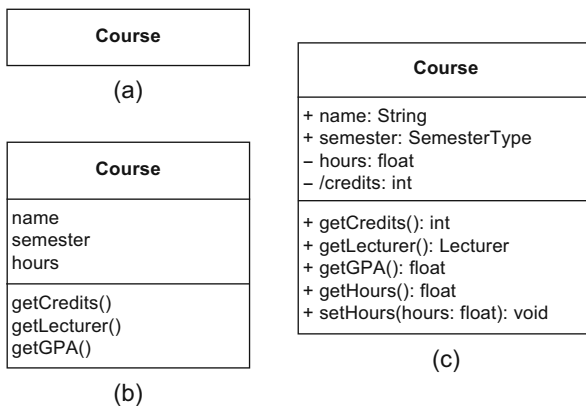 Course
(a)
Course
name
semester
hours
getCredits()
getLecturer()
getGPA()
(b)
Course
+ name: String
+ semester: SemesterType
– hours: float
– /credits: int
+ getCredits(): int
+ getLecturer(): Lecturer
+ getGPA(): float
+ getHours(): float
+ setHours(hours: float): void
(c)